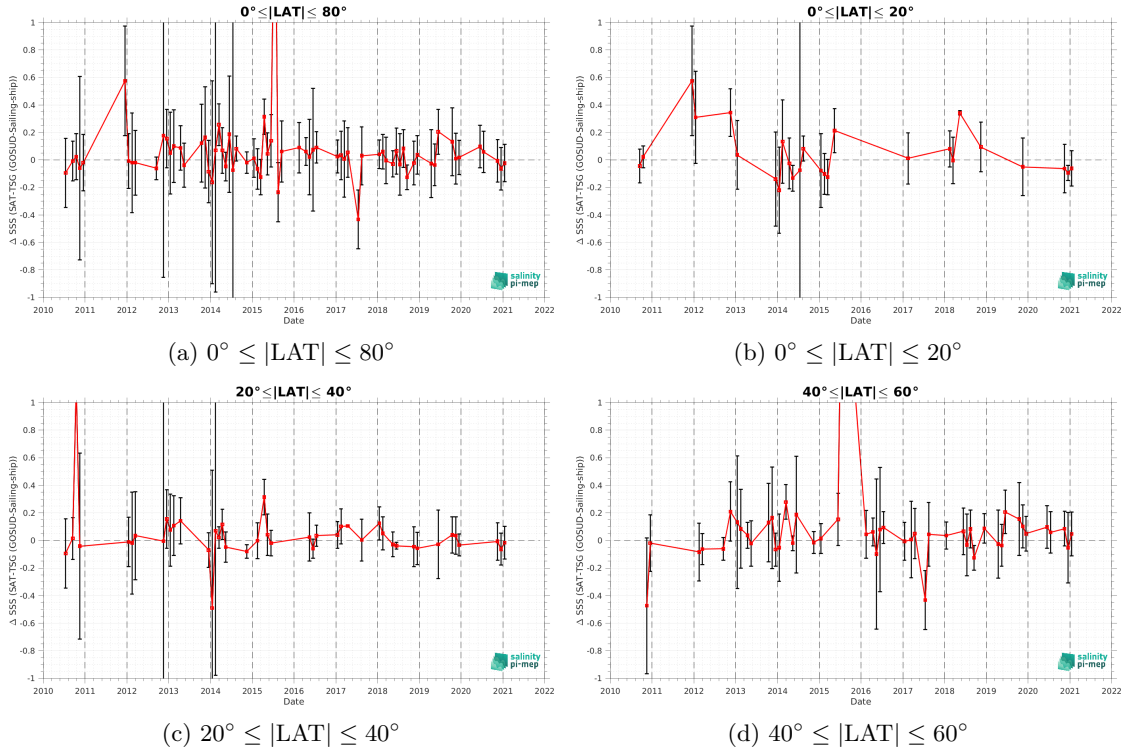 0°≤|LAT|≤ 80°
Δ SSS (SAT-TSG (GOSUD-Sailing-ship))
1
0.8
0.6
0.4
0.2
0
-0.2
-0.4
-0.6
-0.8
-1
2010 2011 2012 2013 2014 2015 2016 2017 2018 2019 2020 2021 2022
Date
salinity
pi-mep
(a) 0° ≤ |LAT| ≤ 80°
0°≤|LAT|≤ 20°
Δ SSS (SAT-TSG (GOSUD-Sailing-ship))
1
0.8
0.6
0.4
0.2
0
-0.2
-0.4
-0.6
-0.8
-1
2010 2011 2012 2013 2014 2015 2016 2017 2018 2019 2020 2021 2022
Date
salinity
pi-mep
(b) 0° ≤ |LAT| ≤ 20°
20°≤|LAT|≤ 40°
Δ SSS (SAT-TSG (GOSUD-Sailing-ship))
1
0.8
0.6
0.4
0.2
0
-0.2
-0.4
-0.6
-0.8
-1
2010 2011 2012 2013 2014 2015 2016 2017 2018 2019 2020 2021 2022
Date
salinity
pi-mep
(c) 20° ≤ |LAT| ≤ 40°
40°≤|LAT|≤ 60°
Δ SSS (SAT-TSG (GOSUD-Sailing-ship))
1
0.8
0.6
0.4
0.2
0
-0.2
-0.4
-0.6
-0.8
-1
2010 2011 2012 2013 2014 2015 2016 2017 2018 2019 2020 2021 2022
Date
salinity
pi-mep
(d) 40° ≤ |LAT| ≤ 60°